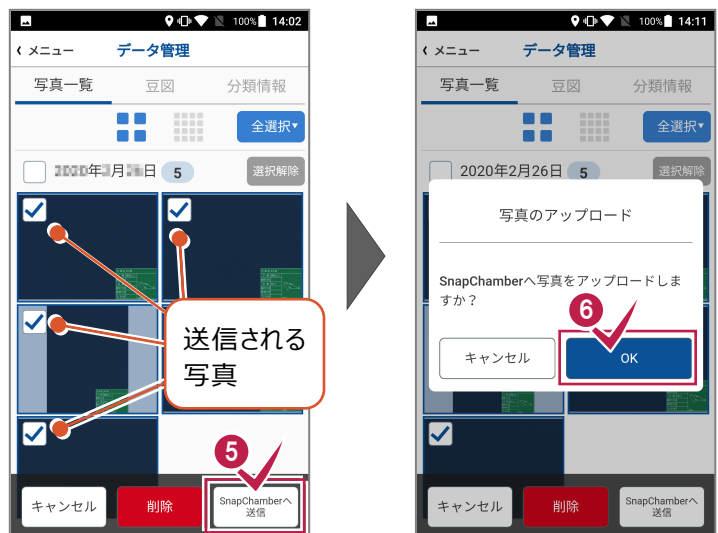 100% 14:02
メニュー
データ管理
写真一覧
豆図
分類情報
全選択
年 月 日
5
選択解除
送信される
写真
5
キャンセル
削除
SnapChamberへ
送信
100% 14:11
メニュー
データ管理
写真一覧
豆図
分類情報
全選択
2020年2月26日
5
選択解除
写真のアップロード
SnapChamberへ写真をアップロードしま
すか？
6
キャンセル
OK
キャンセル
削除
SnapChamberへ
送信